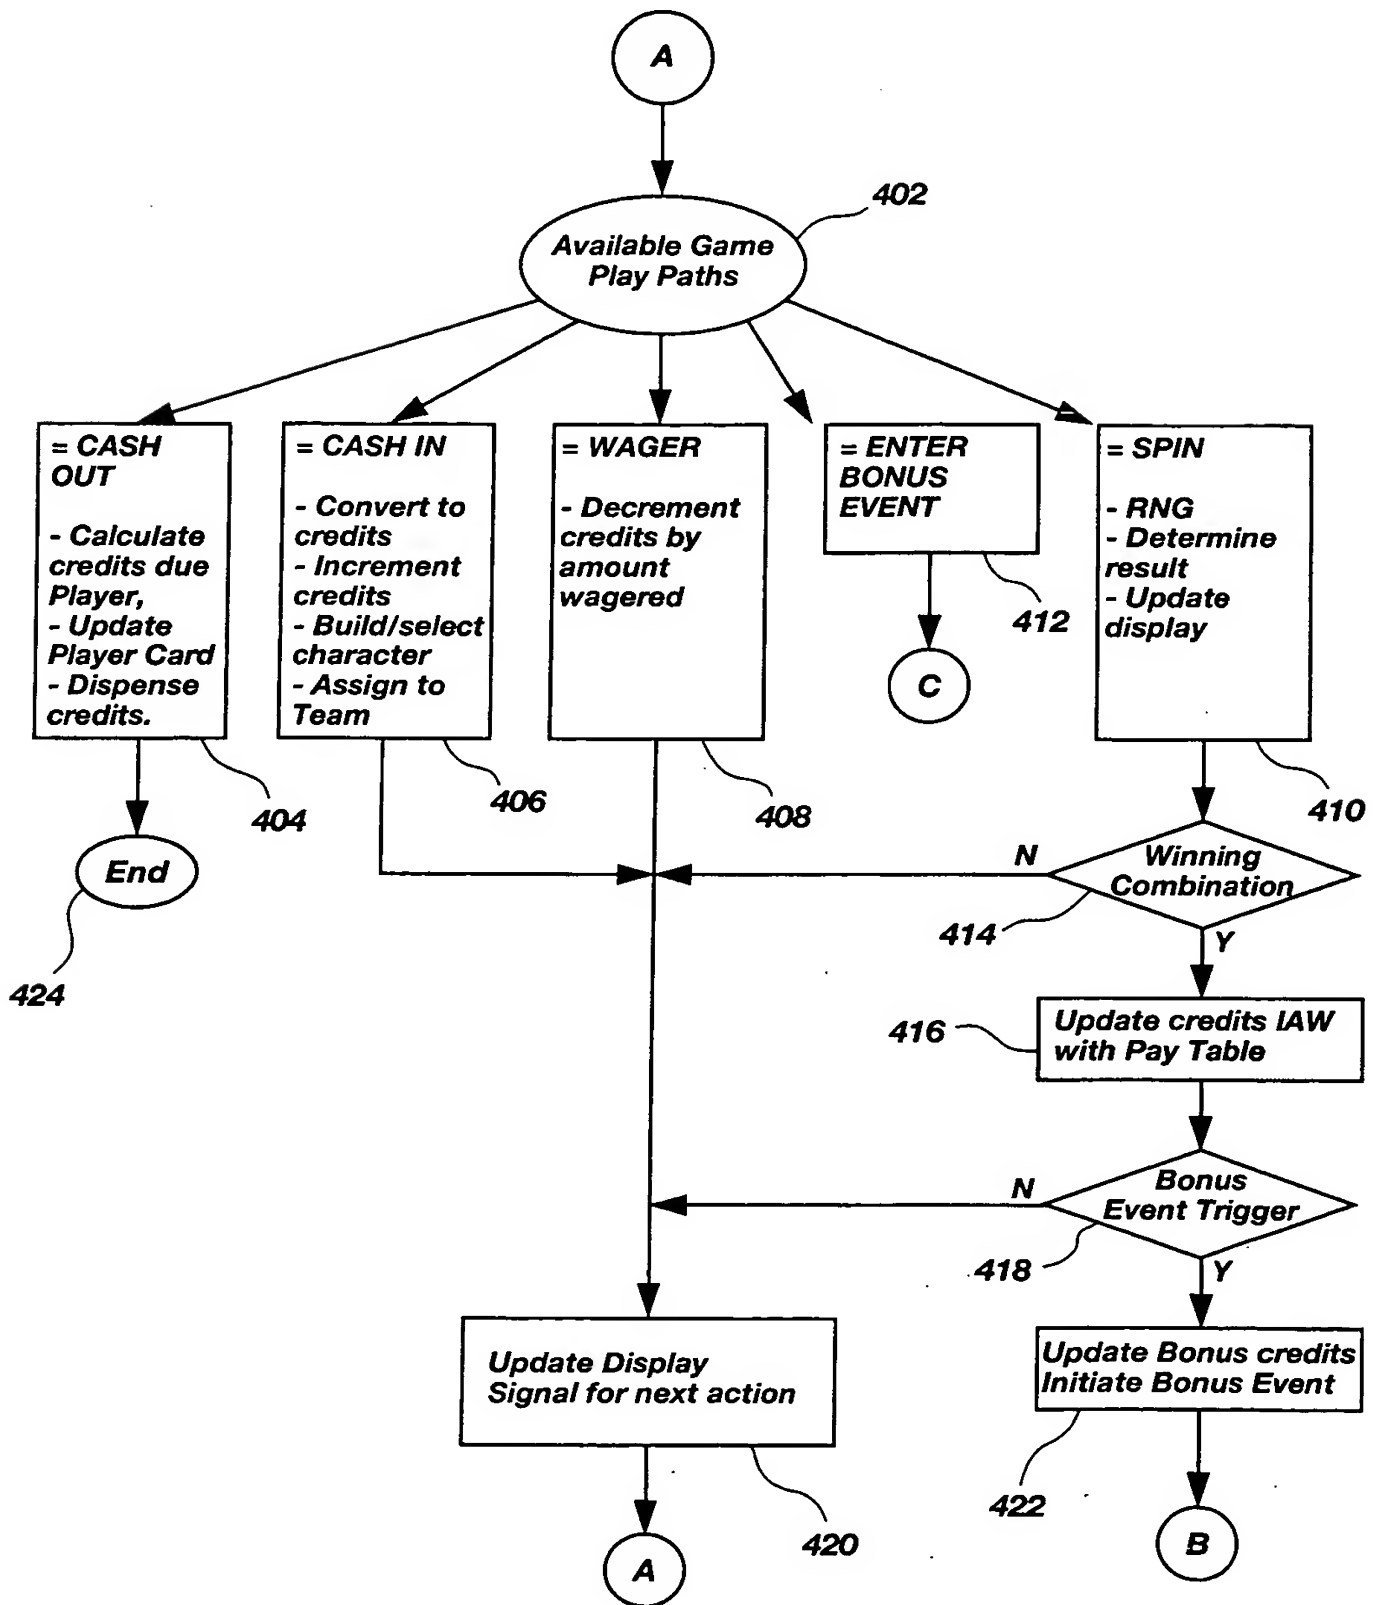 A
402
Available Game
Play Paths
= CASH
OUT
- Calculate
credits due
Player,
- Update
Player Card
- Dispense
credits.
404
End
424
= CASH IN
- Convert to
credits
- Increment
credits
- Build/select
character
- Assign to
Team
406
= WAGER
- Decrement
credits by
amount
wagered
408
= ENTER
BONUS
EVENT
412
C
= SPIN
- RNG
- Determine
result
- Update
display
410
N
Winning
Combination
414
Y
416
Update credits IAW
with Pay Table
N
Bonus
Event Trigger
418
Y
Update Display
Signal for next action
420
A
Update Bonus credits
Initiate Bonus Event
422
B